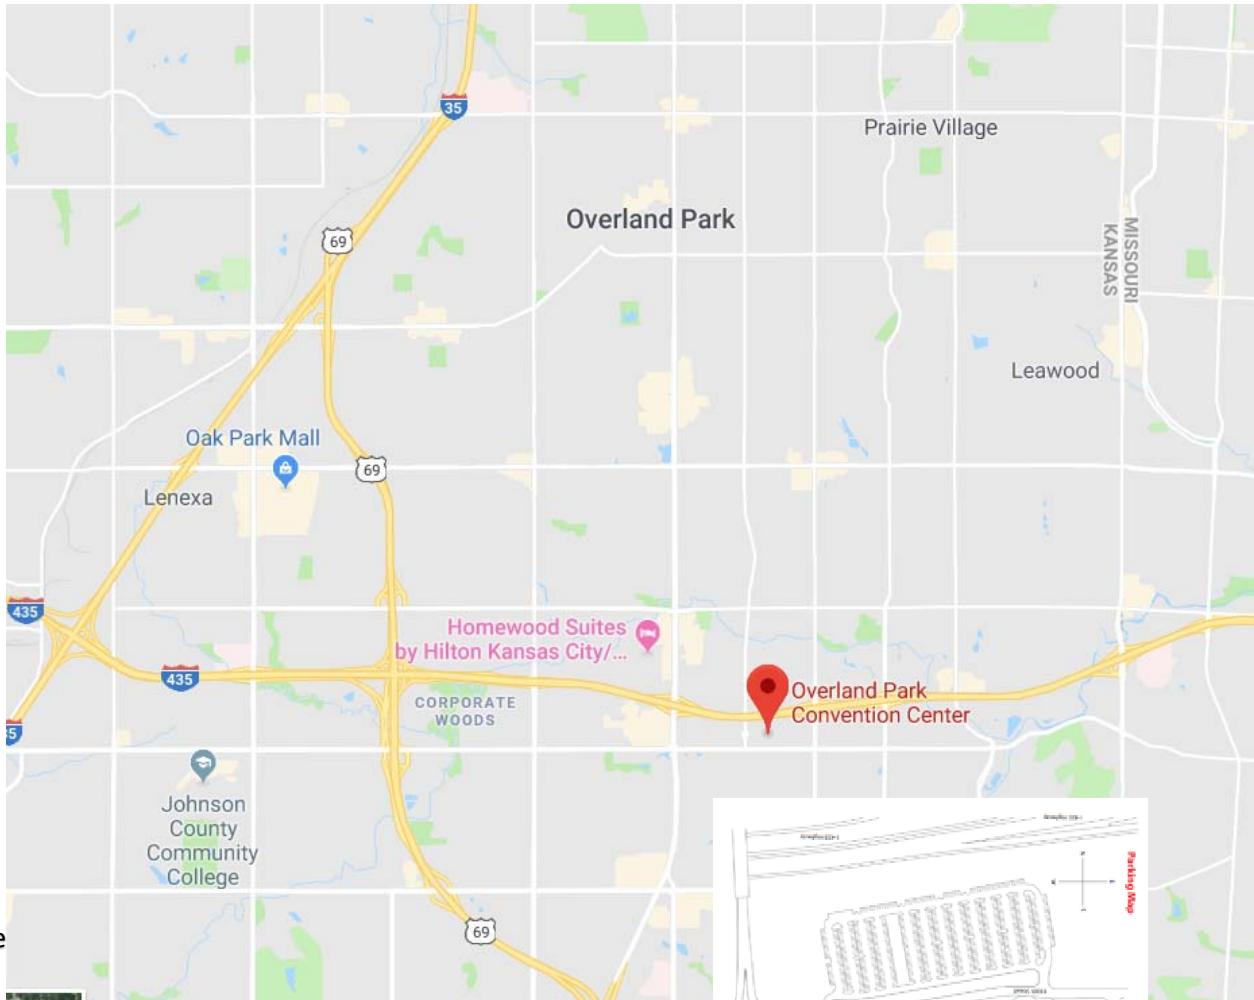 35
Prairie Village
Overland Park
69
MISSOURI
KANSAS
Leawood
Oak Park Mall
69
Lenexa
435
Homewood Suites
by Hilton Kansas City/...
435
Overland Park
Convention Center
CORPORATE
WOODS
35
Johnson
County
Community
College
Parking Map
69
e